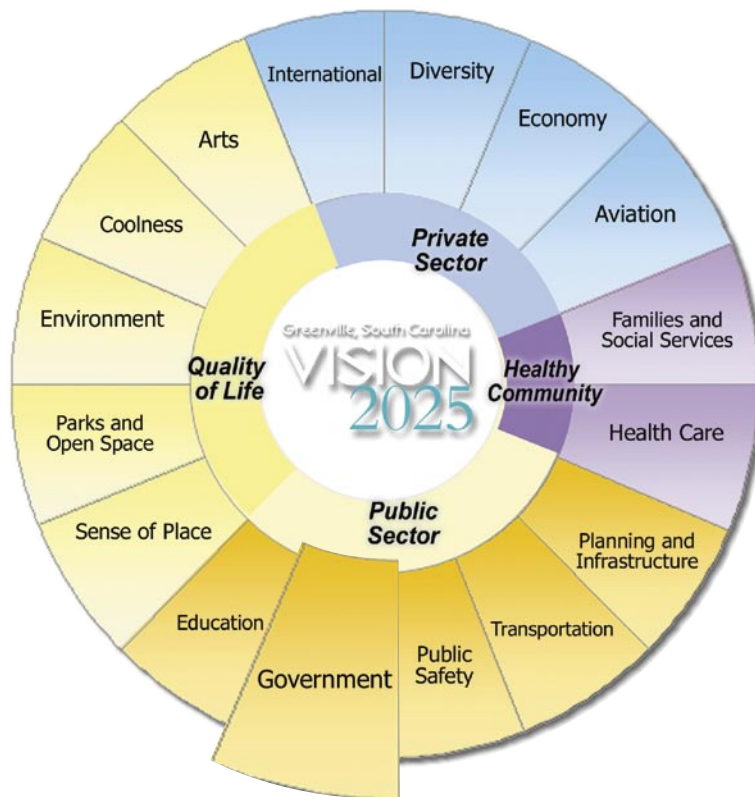 International
Diversity
Economy
Aviation
Families and
Social Services
Health Care
Planning and
Infrastructure
Transportation
Public
Safety
Government
Education
Sense of Place
Parks and
Open Space
Environment
Coolness
Arts
Private
Sector
Healthy
Community
Public
Sector
Quality
of Life
Greenville, South Carolina
VISION
2025